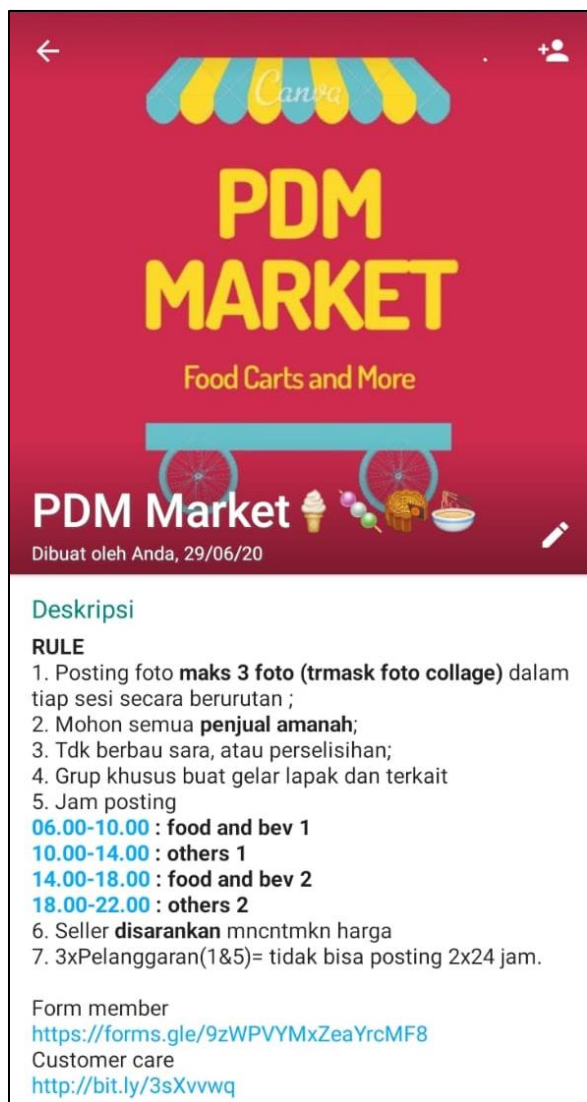 Canva
PDM
MARKET
Food Carts and More
PDM Market
Dibuat oleh Anda, 29/06/20
Deskripsi
RULE
1. Posting foto maks 3 foto (trmask foto collage) dalam
tiap sesi secara berurutan ;
2. Mohon semua penjual amanah;
3. Tdk berbau sara, atau perselisihan;
4. Grup khusus buat gelar lapak dan terkait
5. Jam posting
06.00-10.00 : food and bev 1
10.00-14.00 : others 1
14.00-18.00 : food and bev 2
18.00-22.00 : others 2
6. Seller disarankan mncntmkn harga
7. 3xPelanggaran(1&5)= tidak bisa posting 2x24 jam.
Form member
https://forms.gle/9zWPVYMxZeaYrcMF8
Customer care
http://bit.ly/3sXvvwq